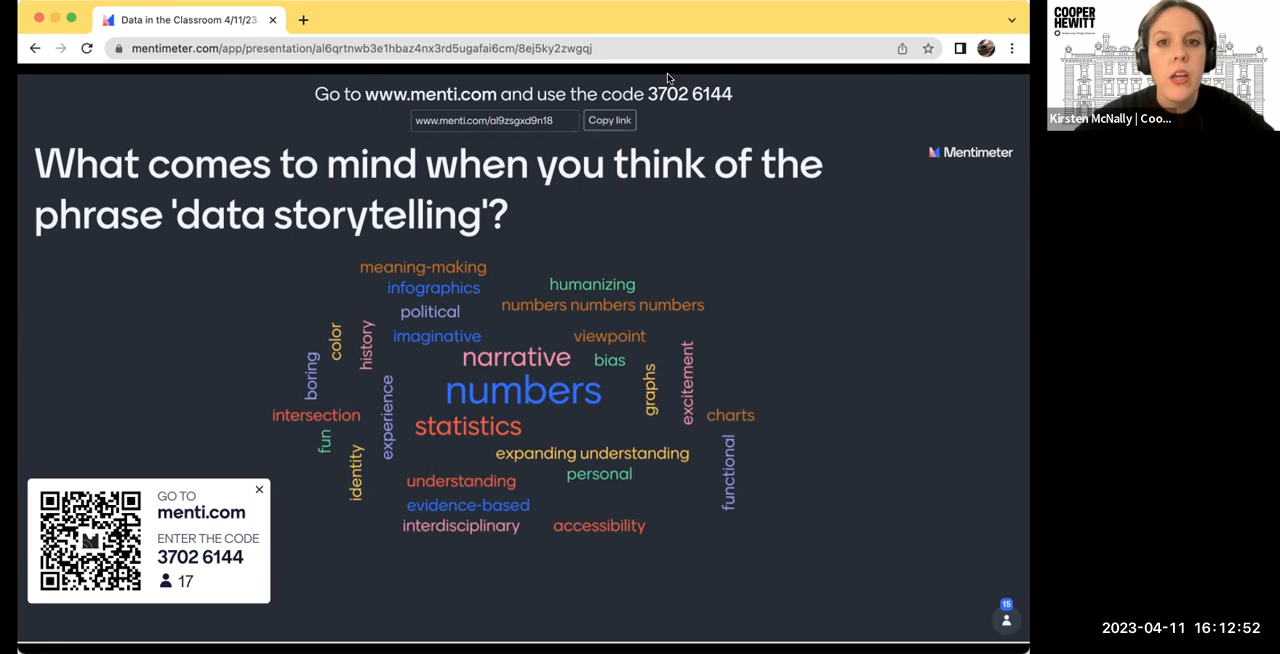 Data in the Classroom 4/11/23
mentimeter.com/app/presentation/al6qrtnwb3e1hbaz4nx3rd5ugafai6cm/8ej5ky2zwgqj
Go to www.menti.com and use the code 3702 6144
www.menti.com/al9zsgxd9n18
Copy link
Mentimeter
What comes to mind when you think of the
phrase 'data storytelling'?
meaning-making
infographics
humanizing
political
numbers numbers numbers
color
history
imaginative
viewpoint
boring
narrative
bias
graphs
excitement
numbers
experience
intersection
statistics
charts
fun
identity
expanding understanding
functional
understanding
personal
evidence-based
interdisciplinary
accessibility
GO TO
menti.com
ENTER THE CODE
3702 6144
17
15
COOPER
HEWITT
Kirsten McNally | Coo...
2023-04-11 16:12:52